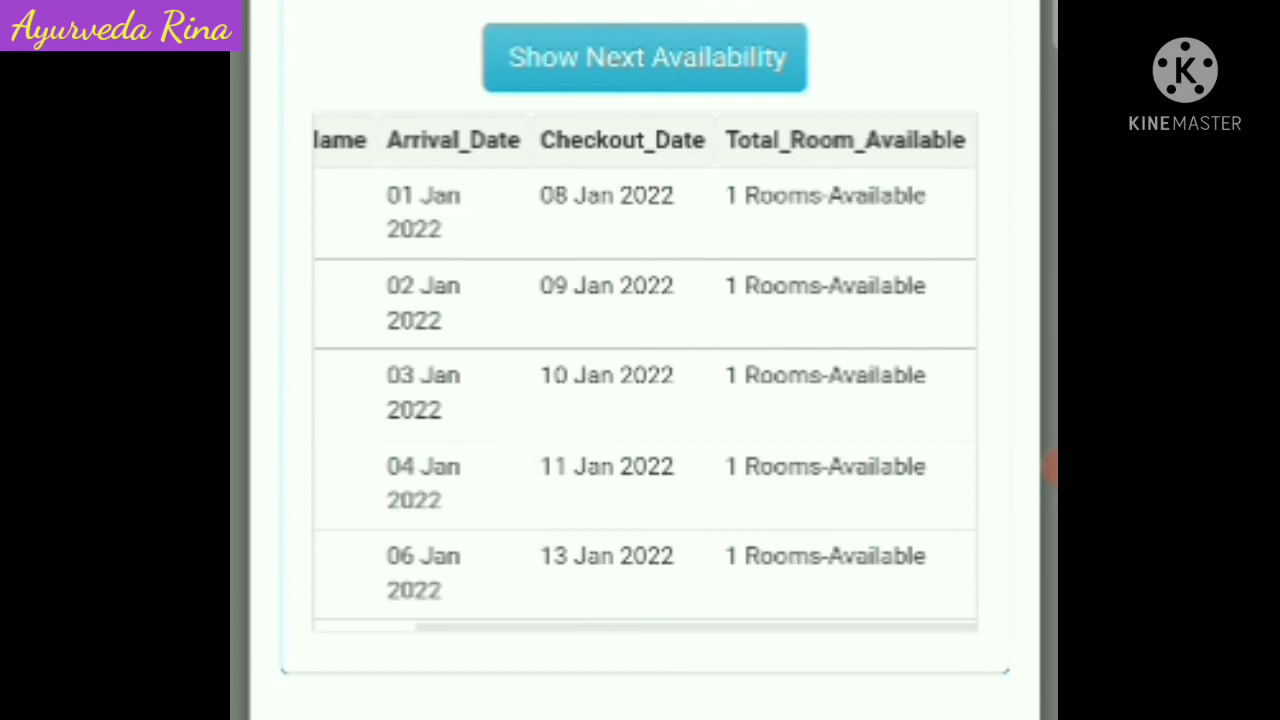 Ayurveda Rina
KINEMASTER
Show Next Availability
lame Arrival_Date Checkout_Date Total_Room_Available
01 Jan 2022 08 Jan 2022 1 Rooms-Available
02 Jan 2022 09 Jan 2022 1 Rooms-Available
03 Jan 2022 10 Jan 2022 1 Rooms-Available
04 Jan 2022 11 Jan 2022 1 Rooms-Available
06 Jan 2022 13 Jan 2022 1 Rooms-Available